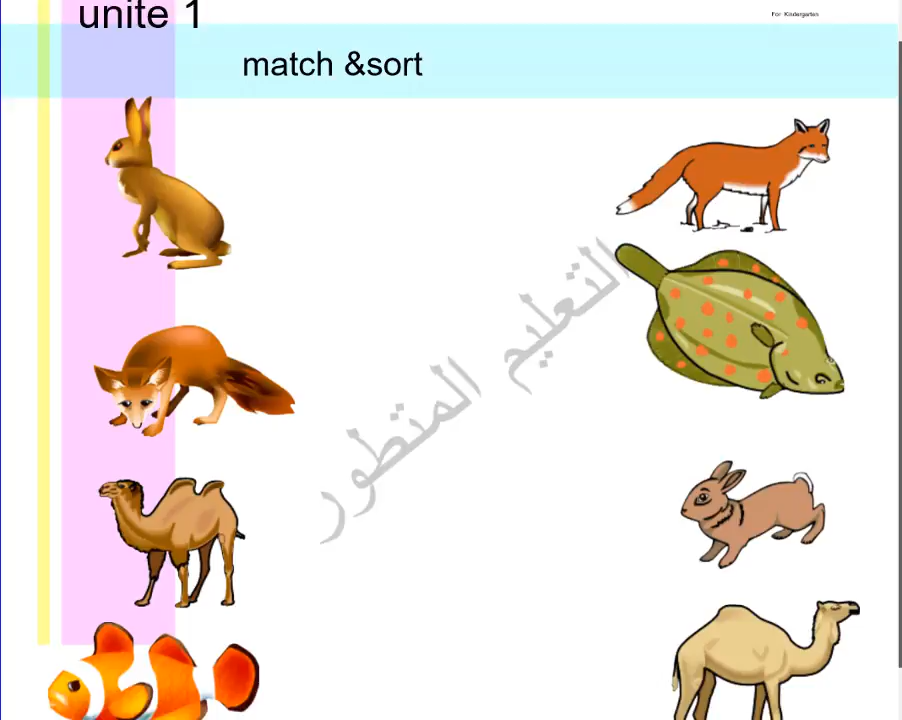 unite 1
For Kindergarten
match &sort
التعليم المتطور